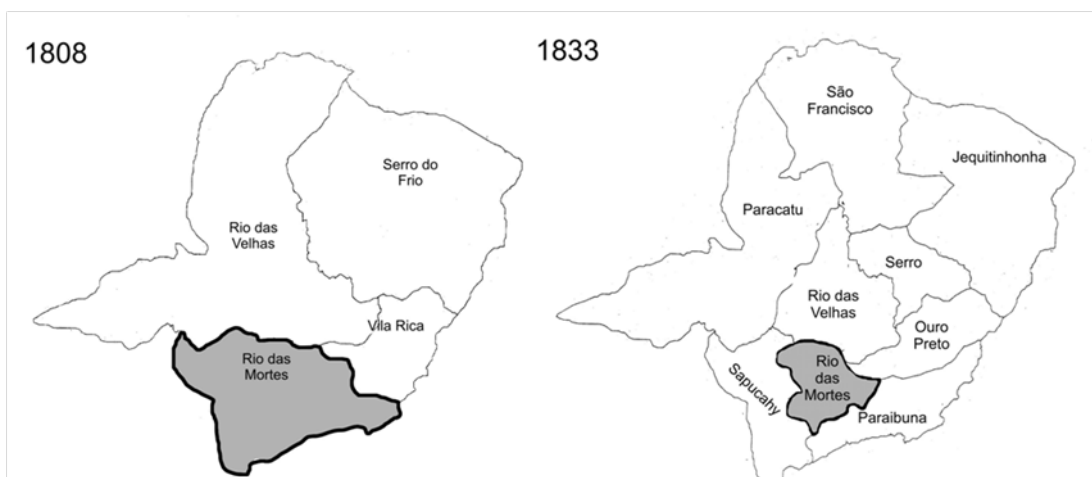 1808
Serro do
Frio
Rio das
Velhas
Vila Rica
Rio das
Mortes
1833
São
Francisco
Jequitinhonha
Paracatu
Serro
Rio das
Velhas
Ouro
Preto
Rio
das
Mortes
Sapucahy
Paraibuna